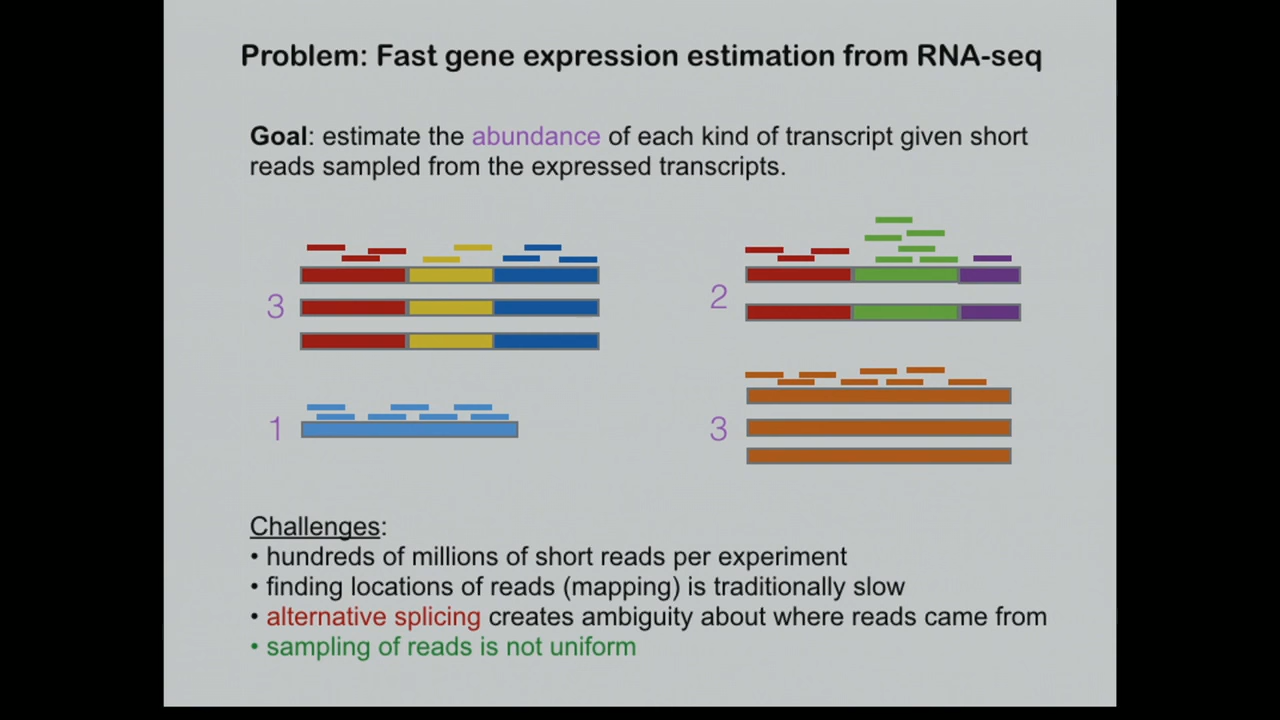 Problem: Fast gene expression estimation from RNA-seq
Goal: estimate the abundance of each kind of transcript given short
reads sampled from the expressed transcripts.
3
2
1
3
Challenges:
• hundreds of millions of short reads per experiment
• finding locations of reads (mapping) is traditionally slow
• alternative splicing creates ambiguity about where reads came from
• sampling of reads is not uniform